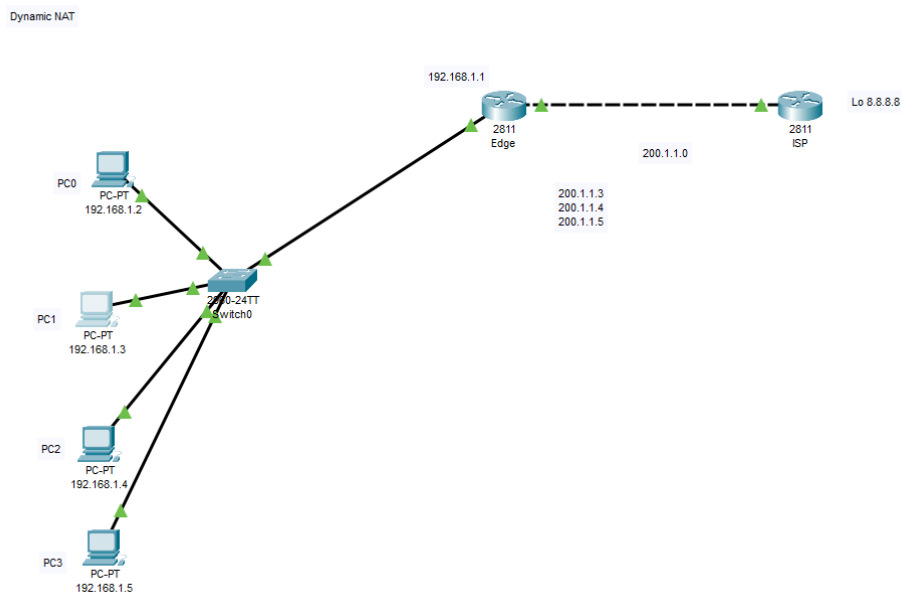 Dynamic NAT
192.168.1.1
2811
Edge
2811
ISP
Lo 8.8.8.8
200.1.1.0
200.1.1.3
200.1.1.4
200.1.1.5
PC0
PC-PT
192.168.1.2
2960-24TT
Switch0
PC1
PC-PT
192.168.1.3
PC2
PC-PT
192.168.1.4
PC3
PC-PT
192.168.1.5